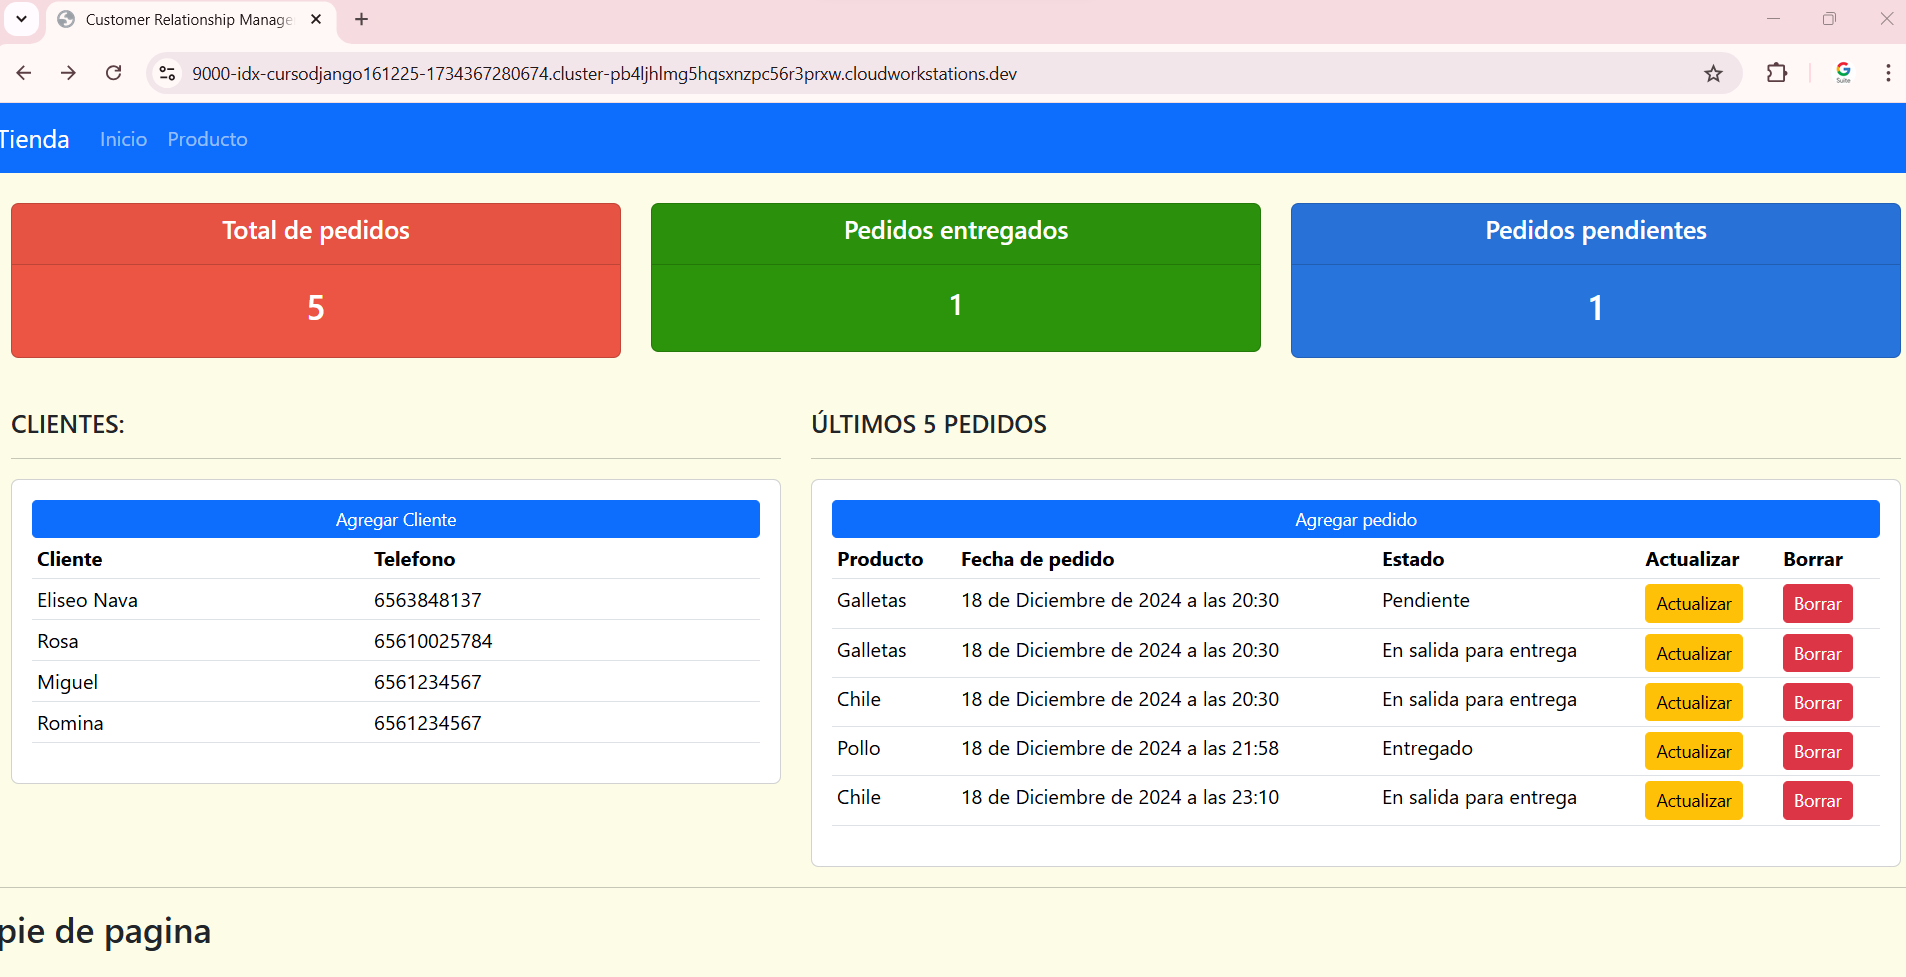 Customer Relationship Manage
9000-idx-cursodjango161225-1734367280674.cluster-pb4ljhlmg5hqsxnzpc56r3prxw.cloudworkstations.dev
G Suite
Tienda Inicio Producto
Total de pedidos
5
Pedidos entregados
1
Pedidos pendientes
1
CLIENTES:
Agregar Cliente
Cliente Telefono
Eliseo Nava 6563848137
Rosa 65610025784
Miguel 6561234567
Romina 6561234567
ÚLTIMOS 5 PEDIDOS
Agregar pedido
Producto Fecha de pedido Estado Actualizar Borrar
Galletas 18 de Diciembre de 2024 a las 20:30 Pendiente Actualizar Borrar
Galletas 18 de Diciembre de 2024 a las 20:30 En salida para entrega Actualizar Borrar
Chile 18 de Diciembre de 2024 a las 20:30 En salida para entrega Actualizar Borrar
Pollo 18 de Diciembre de 2024 a las 21:58 Entregado Actualizar Borrar
Chile 18 de Diciembre de 2024 a las 23:10 En salida para entrega Actualizar Borrar
pie de pagina